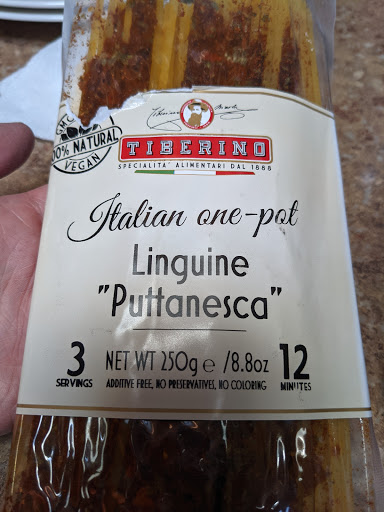 100% NATURAL
VEGAN
TIBERINO
SPECIALITA' ALIMENTARI DAL 1888
Italian one-pot
Linguine
"Puttanesca"
3
SERVINGS
NET WT 250g e /8.8oz
ADDITIVE FREE, NO PRESERVATIVES, NO COLORING
12
MINUTES